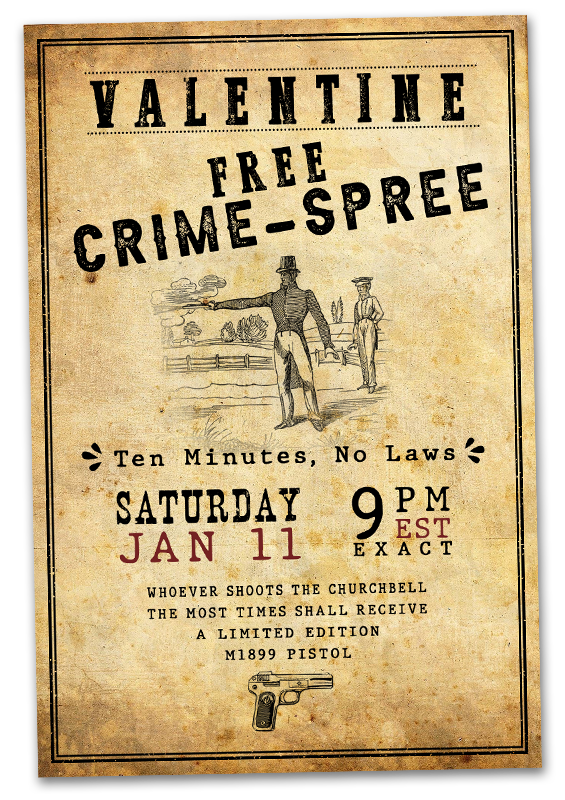 VALENTINE
FREE
CRIME-SPREE
Ten Minutes, No Laws
SATURDAY
JAN 11
9 PM
EST
EXACT
WHOEVER SHOOTS THE CHURCHBELL
THE MOST TIMES SHALL RECEIVE
A LIMITED EDITION
M1899 PISTOL